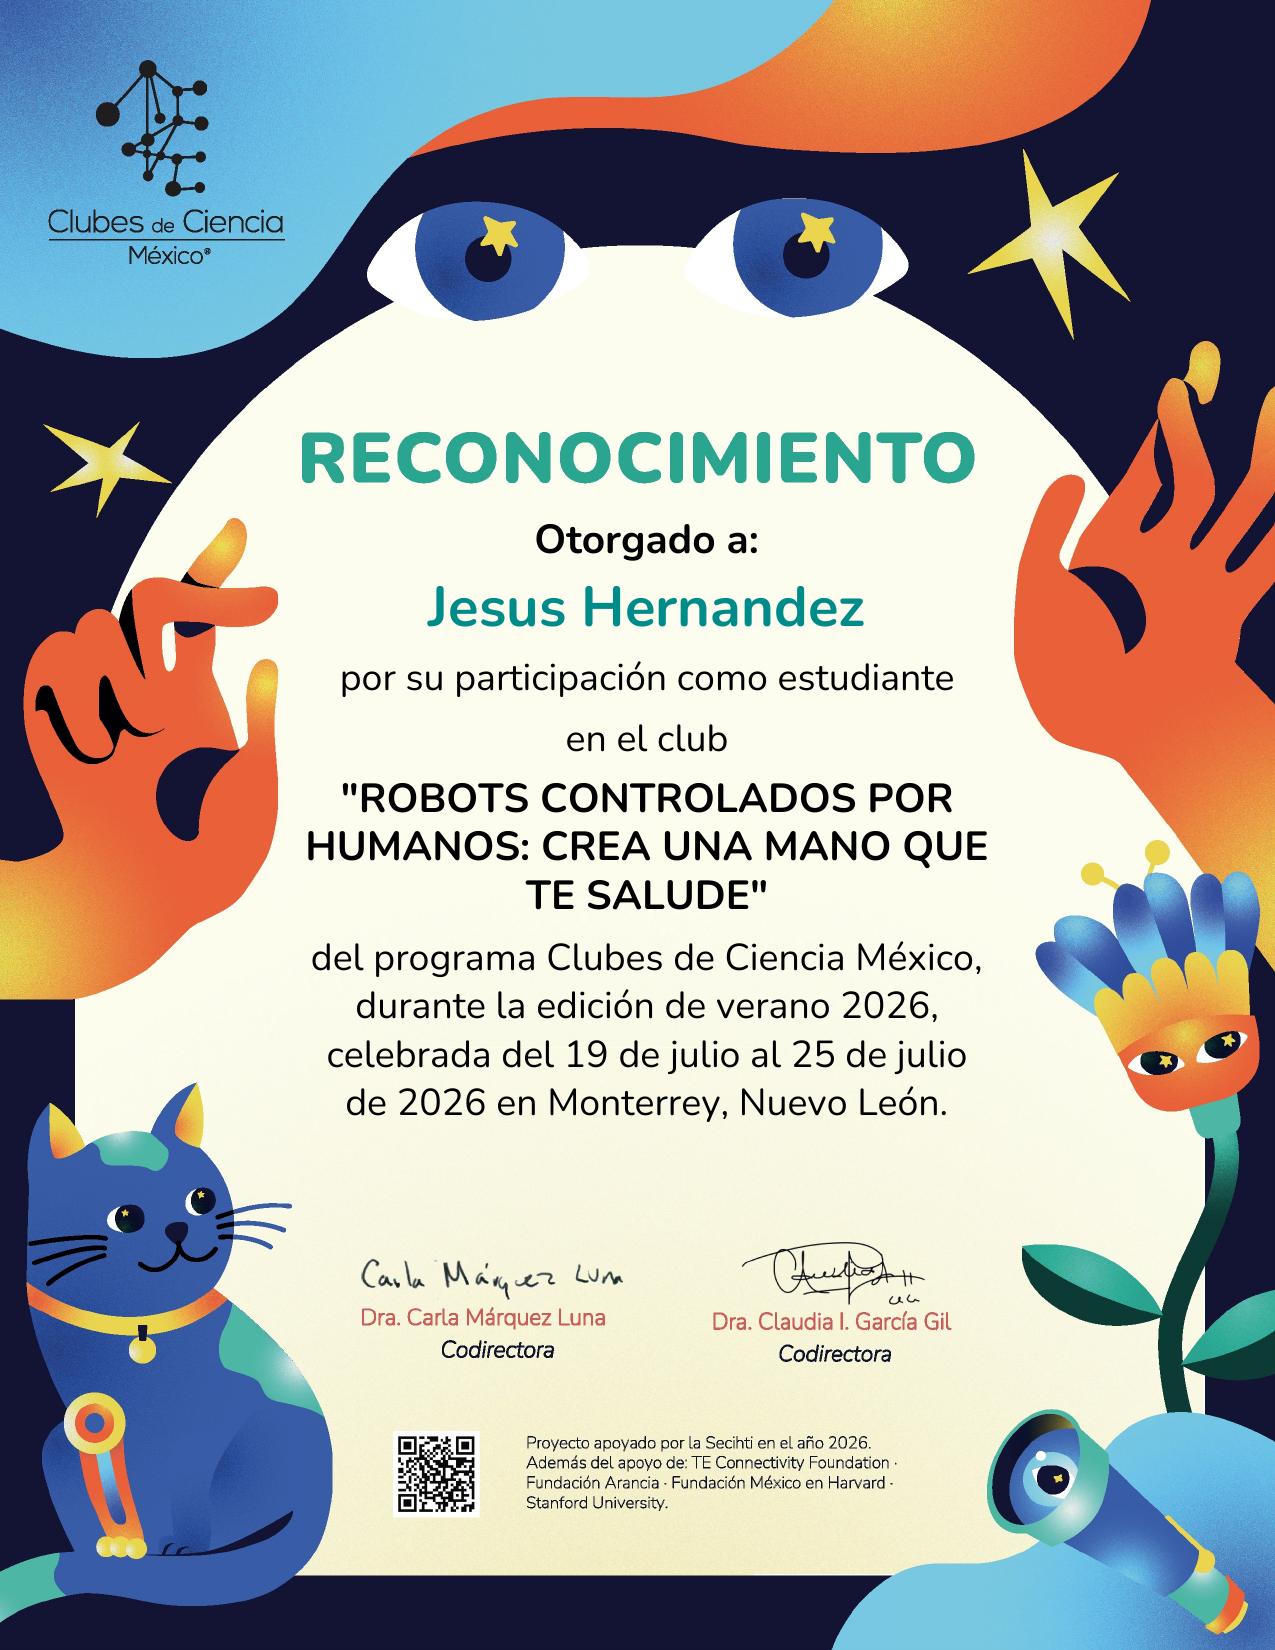 Clubes de Ciencia
México®
RECONOCIMIENTO
Otorgado a:
Jesus Hernandez
por su participación como estudiante
en el club
"ROBOTS CONTROLADOS POR
HUMANOS: CREA UNA MANO QUE
TE SALUDE"
del programa Clubes de Ciencia México,
durante la edición de verano 2026,
celebrada del 19 de julio al 25 de julio
de 2026 en Monterrey, Nuevo León.
Carla Márquez Luna
Dra. Carla Márquez Luna
Codirectora
Dra. Claudia I. García Gil
Codirectora
Proyecto apoyado por la Secihti en el año 2026.
Además del apoyo de: TE Connectivity Foundation ·
Fundación Arancia · Fundación México en Harvard ·
Stanford University.